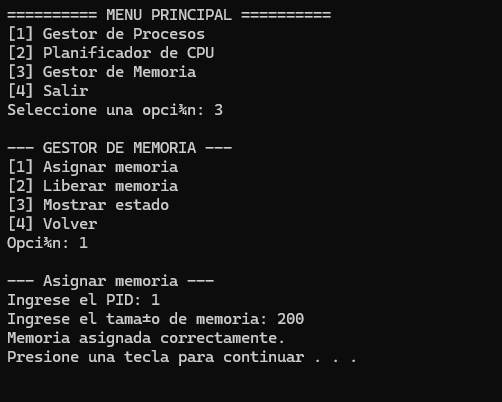 ========== MENU PRINCIPAL ==========
[1] Gestor de Procesos
[2] Planificador de CPU
[3] Gestor de Memoria
[4] Salir
Seleccione una opci¾n: 3
--- GESTOR DE MEMORIA ---
[1] Asignar memoria
[2] Liberar memoria
[3] Mostrar estado
[4] Volver
Opci¾n: 1
--- Asignar memoria ---
Ingrese el PID: 1
Ingrese el tama±o de memoria: 200
Memoria asignada correctamente.
Presione una tecla para continuar . . .